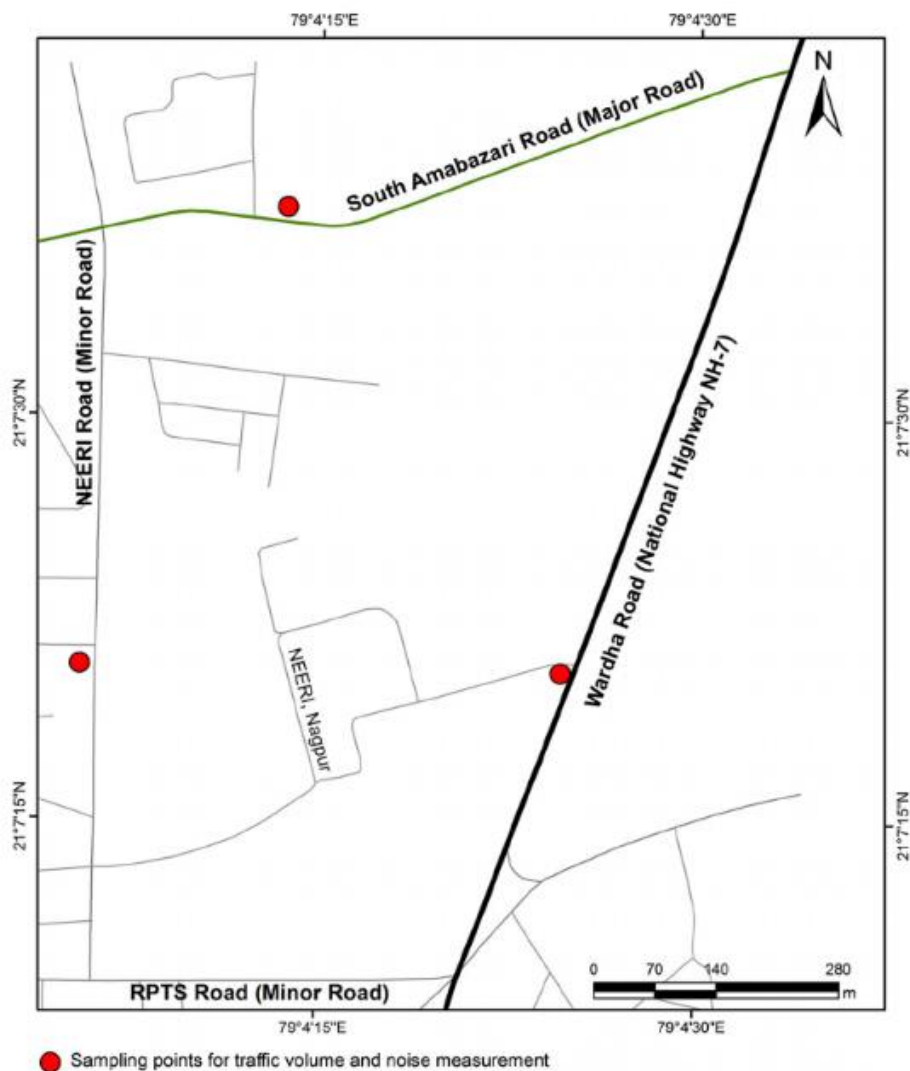 79°4'15"E
79°4'30"E
N
South Amabazari Road (Major Road)
NEERI Road (Minor Road)
21°7'30"N
21°7'30"N
Wardha Road (National Highway NH-7)
NEERI, Nagpur
21°7'15"N
21°7'15"N
0 70 140 280
m
RPTS Road (Minor Road)
79°4'15"E
79°4'30"E
Sampling points for traffic volume and noise measurement